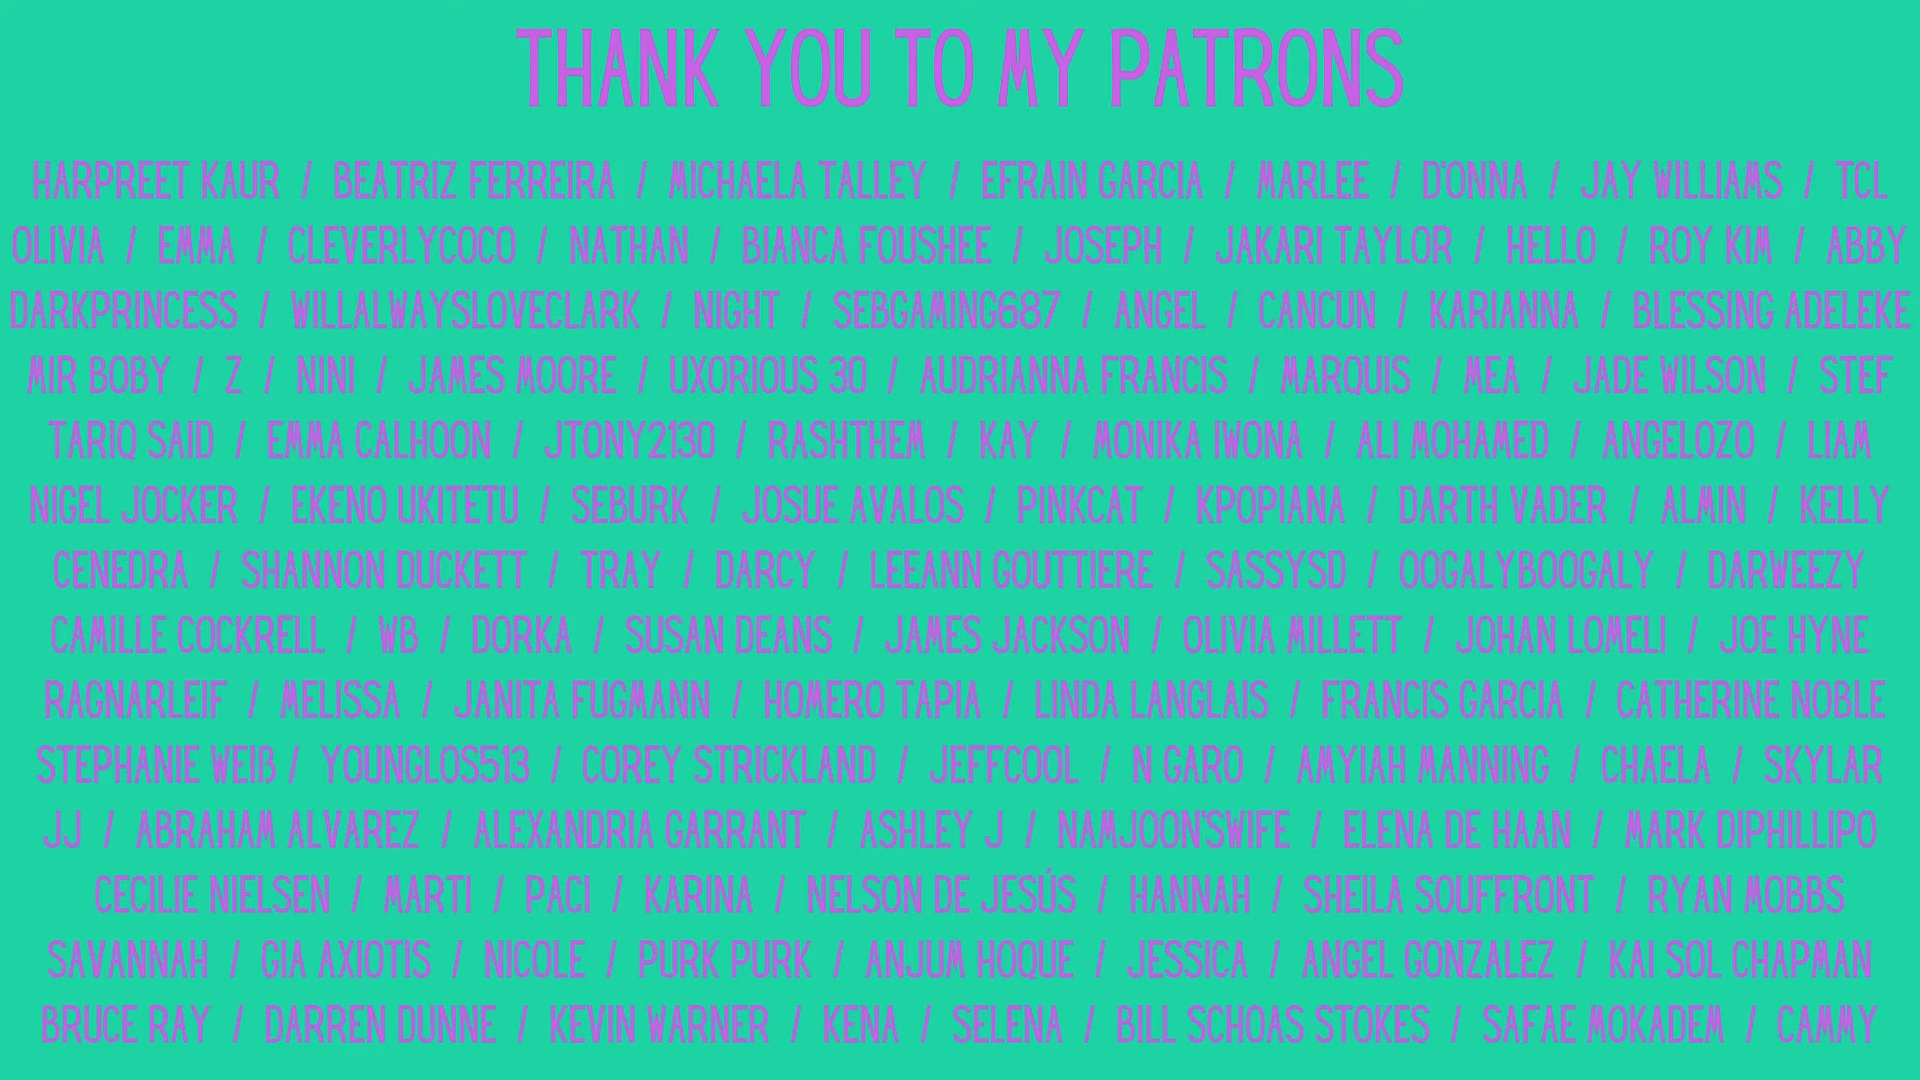 THANK YOU TO MY PATRONS
HARPREET KAUR / BEATRIZ FERREIRA / MICHAELA TALLEY / EFRAIN GARCIA / MARLEE / D'ONNA / JAY WILLIAMS / TCL
OLIVIA / EMMA / CLEVERLYCOCO / NATHAN / BIANCA FOUSHEE / JOSEPH / JAKARI TAYLOR / HELLO / ROY KIM / ABBY
DARKPRINCESS / WILLALWAYSLOVECLARK / NIGHT / SEBGAMING687 / ANGEL / CANCUN / KARIANNA / BLESSING ADELEKE
MIR BOBY / Z / NINI / JAMES MOORE / UXORIOUS 30 / AUDRIANNA FRANCIS / MARQUIS / MEA / JADE WILSON / STEF
TARIQ SAID / EMMA CALHOON / JTONY2130 / RASHTHEM / KAY / MONIKA IWONA / ALI MOHAMED / ANGELOZO / LIAM
NIGEL JOCKER / EKENO UKITETU / SEBURK / JOSUE AVALOS / PINKCAT / KPOPIANA / DARTH VADER / ALMIN / KELLY
CENEDRA / SHANNON DUCKETT / TRAY / DARCY / LEEANN GOUTTIERE / SASSYSD / OOGALYBOOGALY / DARWEEZY
CAMILLE COCKRELL / WB / DORKA / SUSAN DEANS / JAMES JACKSON / OLIVIA MILLETT / JOHAN LOMELI / JOE HYNE
RAGNARLEIF / MELISSA / JANITA FUGMANN / HOMERO TAPIA / LINDA LANGLAIS / FRANCIS GARCIA / CATHERINE NOBLE
STEPHANIE WEIß / YOUNGLOS513 / COREY STRICKLAND / JEFFCOOL / N GARO / AMYIAH MANNING / CHAELA / SKYLAR
JJ / ABRAHAM ALVAREZ / ALEXANDRIA GARRANT / ASHLEY J / NAMJOON'SWIFE / ELENA DE HAAN / MARK DIPHILLIPO
CECILIE NIELSEN / MARTI / PACI / KARINA / NELSON DE JESÚS / HANNAH / SHEILA SOUFFRONT / RYAN MOBBS
SAVANNAH / GIA AXIOTIS / NICOLE / PURK PURK / ANJUM HOQUE / JESSICA / ANGEL GONZALEZ / KAI SOL CHAPMAN
BRUCE RAY / DARREN DUNNE / KEVIN WARNER / KENA / SELENA / BILL SCHOAS STOKES / SAFAE MOKADEM / CAMMY